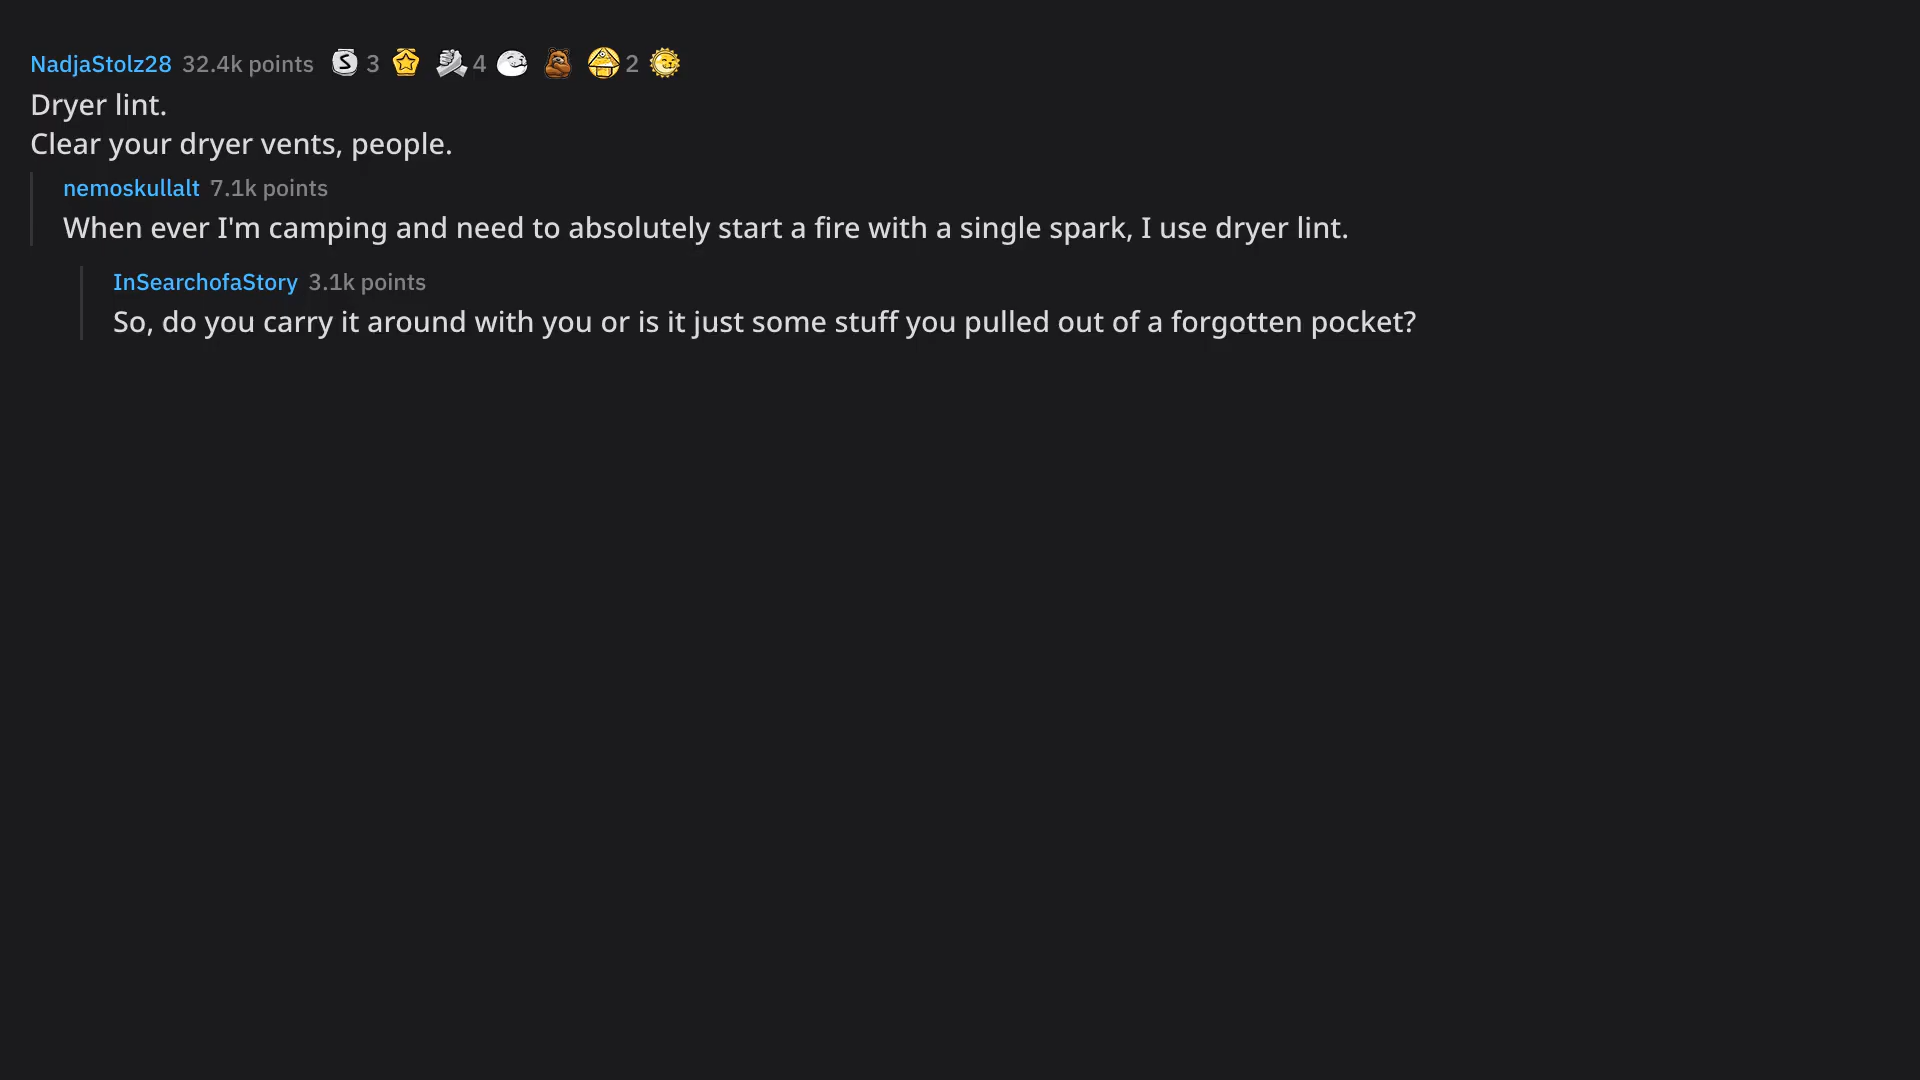 NadjaStolz28 32.4k points S 3 4 2
Dryer lint.
Clear your dryer vents, people.
nemoskullalt 7.1k points
When ever I'm camping and need to absolutely start a fire with a single spark, I use dryer lint.
InSearchofaStory 3.1k points
So, do you carry it around with you or is it just some stuff you pulled out of a forgotten pocket?